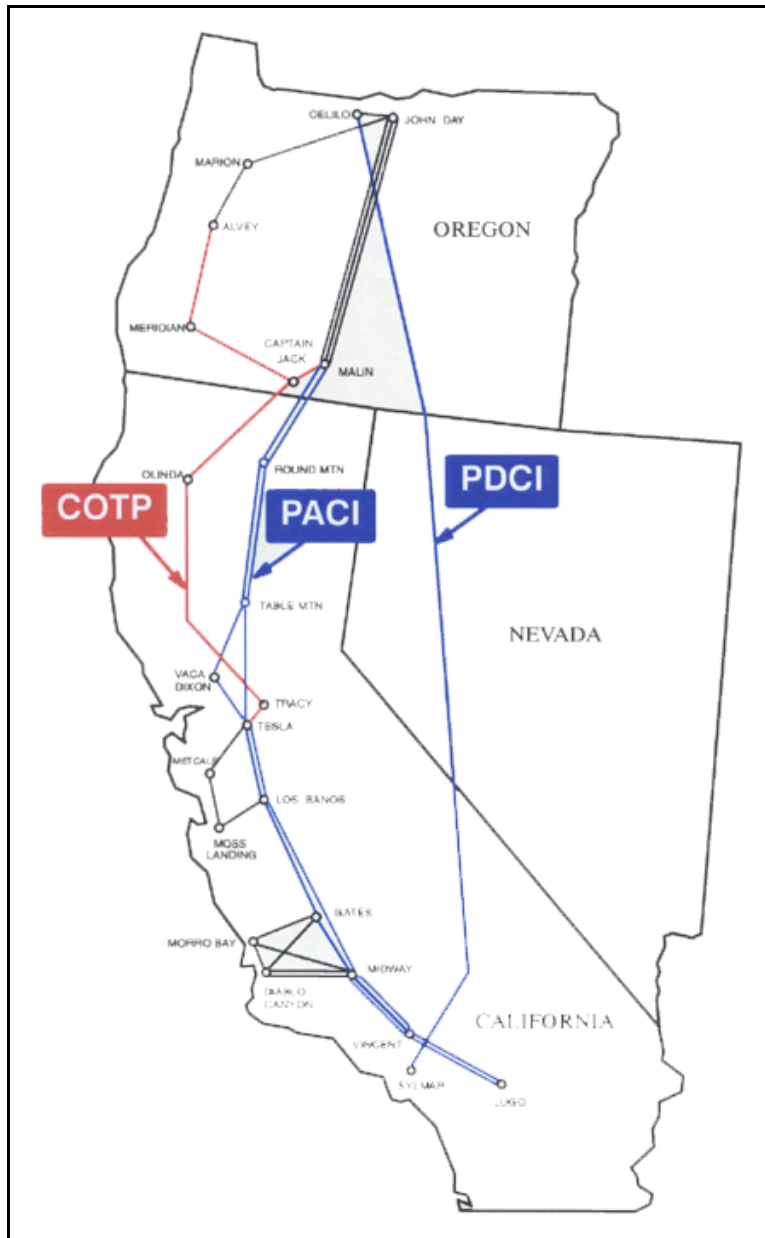 CELILO
JOHN DAY
MARION
ALVEY
OREGON
MERIDIAN
CAPTAIN
JACK
MALIN
ROUND MTN
OLINDA
COTP
PACI
PDCI
TABLE MTN
NEVADA
VACA
DIXON
TRACY
TESLA
METCALF
LOS BANOS
MOSS
LANDING
GATES
MORRO BAY
MIDWAY
DIABLO
CANYON
CALIFORNIA
VINCENT
SYLMAR
LUGO